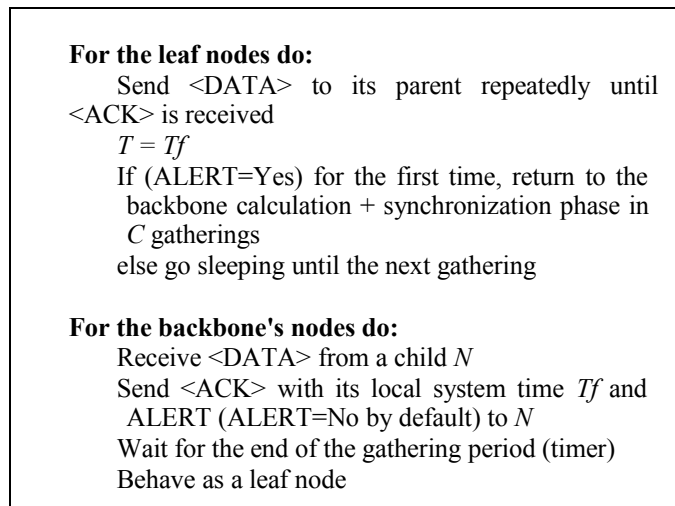 For the leaf nodes do:
Send <DATA> to its parent repeatedly until
<ACK> is received
T = Tf
If (ALERT=Yes) for the first time, return to the
backbone calculation + synchronization phase in
C gatherings
else go sleeping until the next gathering
For the backbone's nodes do:
Receive <DATA> from a child N
Send <ACK> with its local system time Tf and
ALERT (ALERT=No by default) to N
Wait for the end of the gathering period (timer)
Behave as a leaf node